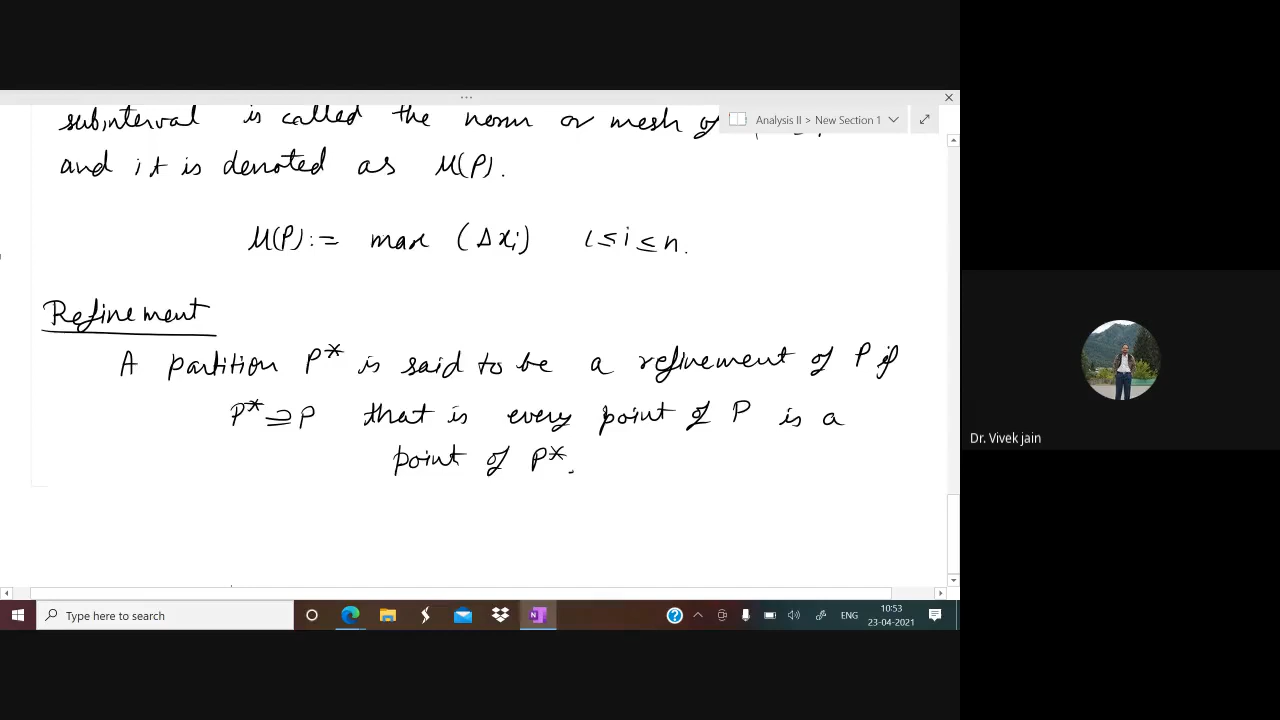 subinterval is called the norm or mesh of
Analysis II > New Section 1
and it is denoted as μ(P).
μ(P) := max (Δxi) 1 ≤ i ≤ n.
Refinement
A partition P* is said to be a refinement of P if
P* ⊇ P that is every point of P is a
point of P*.
Dr. Vivek jain
Type here to search
ENG
10:53
23-04-2021